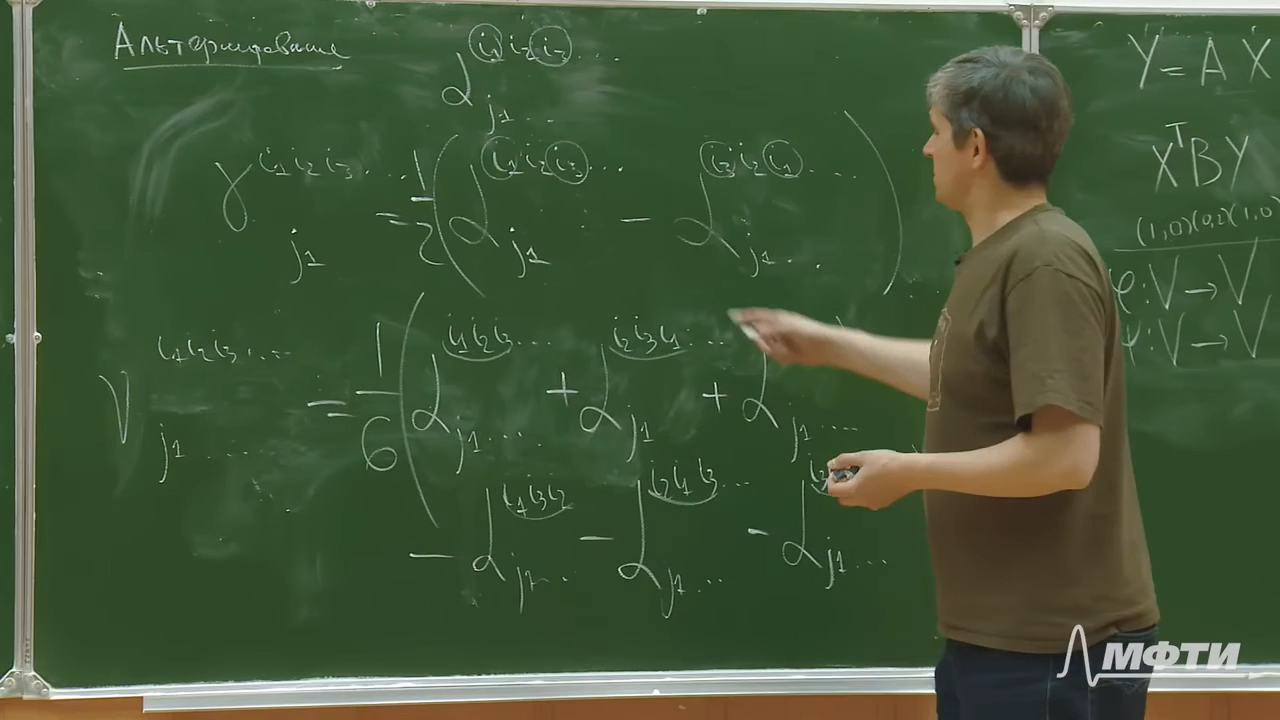 Альтернирование
α^{i₁ i₂ i₃ ...}_{j₁ ...}
γ^{i₁ i₂ i₃ ...}_{j₁} = 1/2 (α^{i₁ i₂ i₃ ...}_{j₁} - α^{i₃ i₂ i₁ ...}_{j₁ ...})
ν^{i₁ i₂ i₃ ...}_{j₁ ...} = 1/6 (α^{i₁ i₂ i₃ ...}_{j₁ ...} + α^{i₂ i₃ i₁ ...}_{j₁} + α_{j₁ ...}
- α^{i₁ i₃ i₂}_{j₁ ...} - α^{i₂ i₁ i₃ ...}_{j₁ ...} - α_{j₁ ...}
Y = A X
XᵀBY
(1,0)(0,2)(1,0)
φ: V → V
ψ: V → V
МФТИ